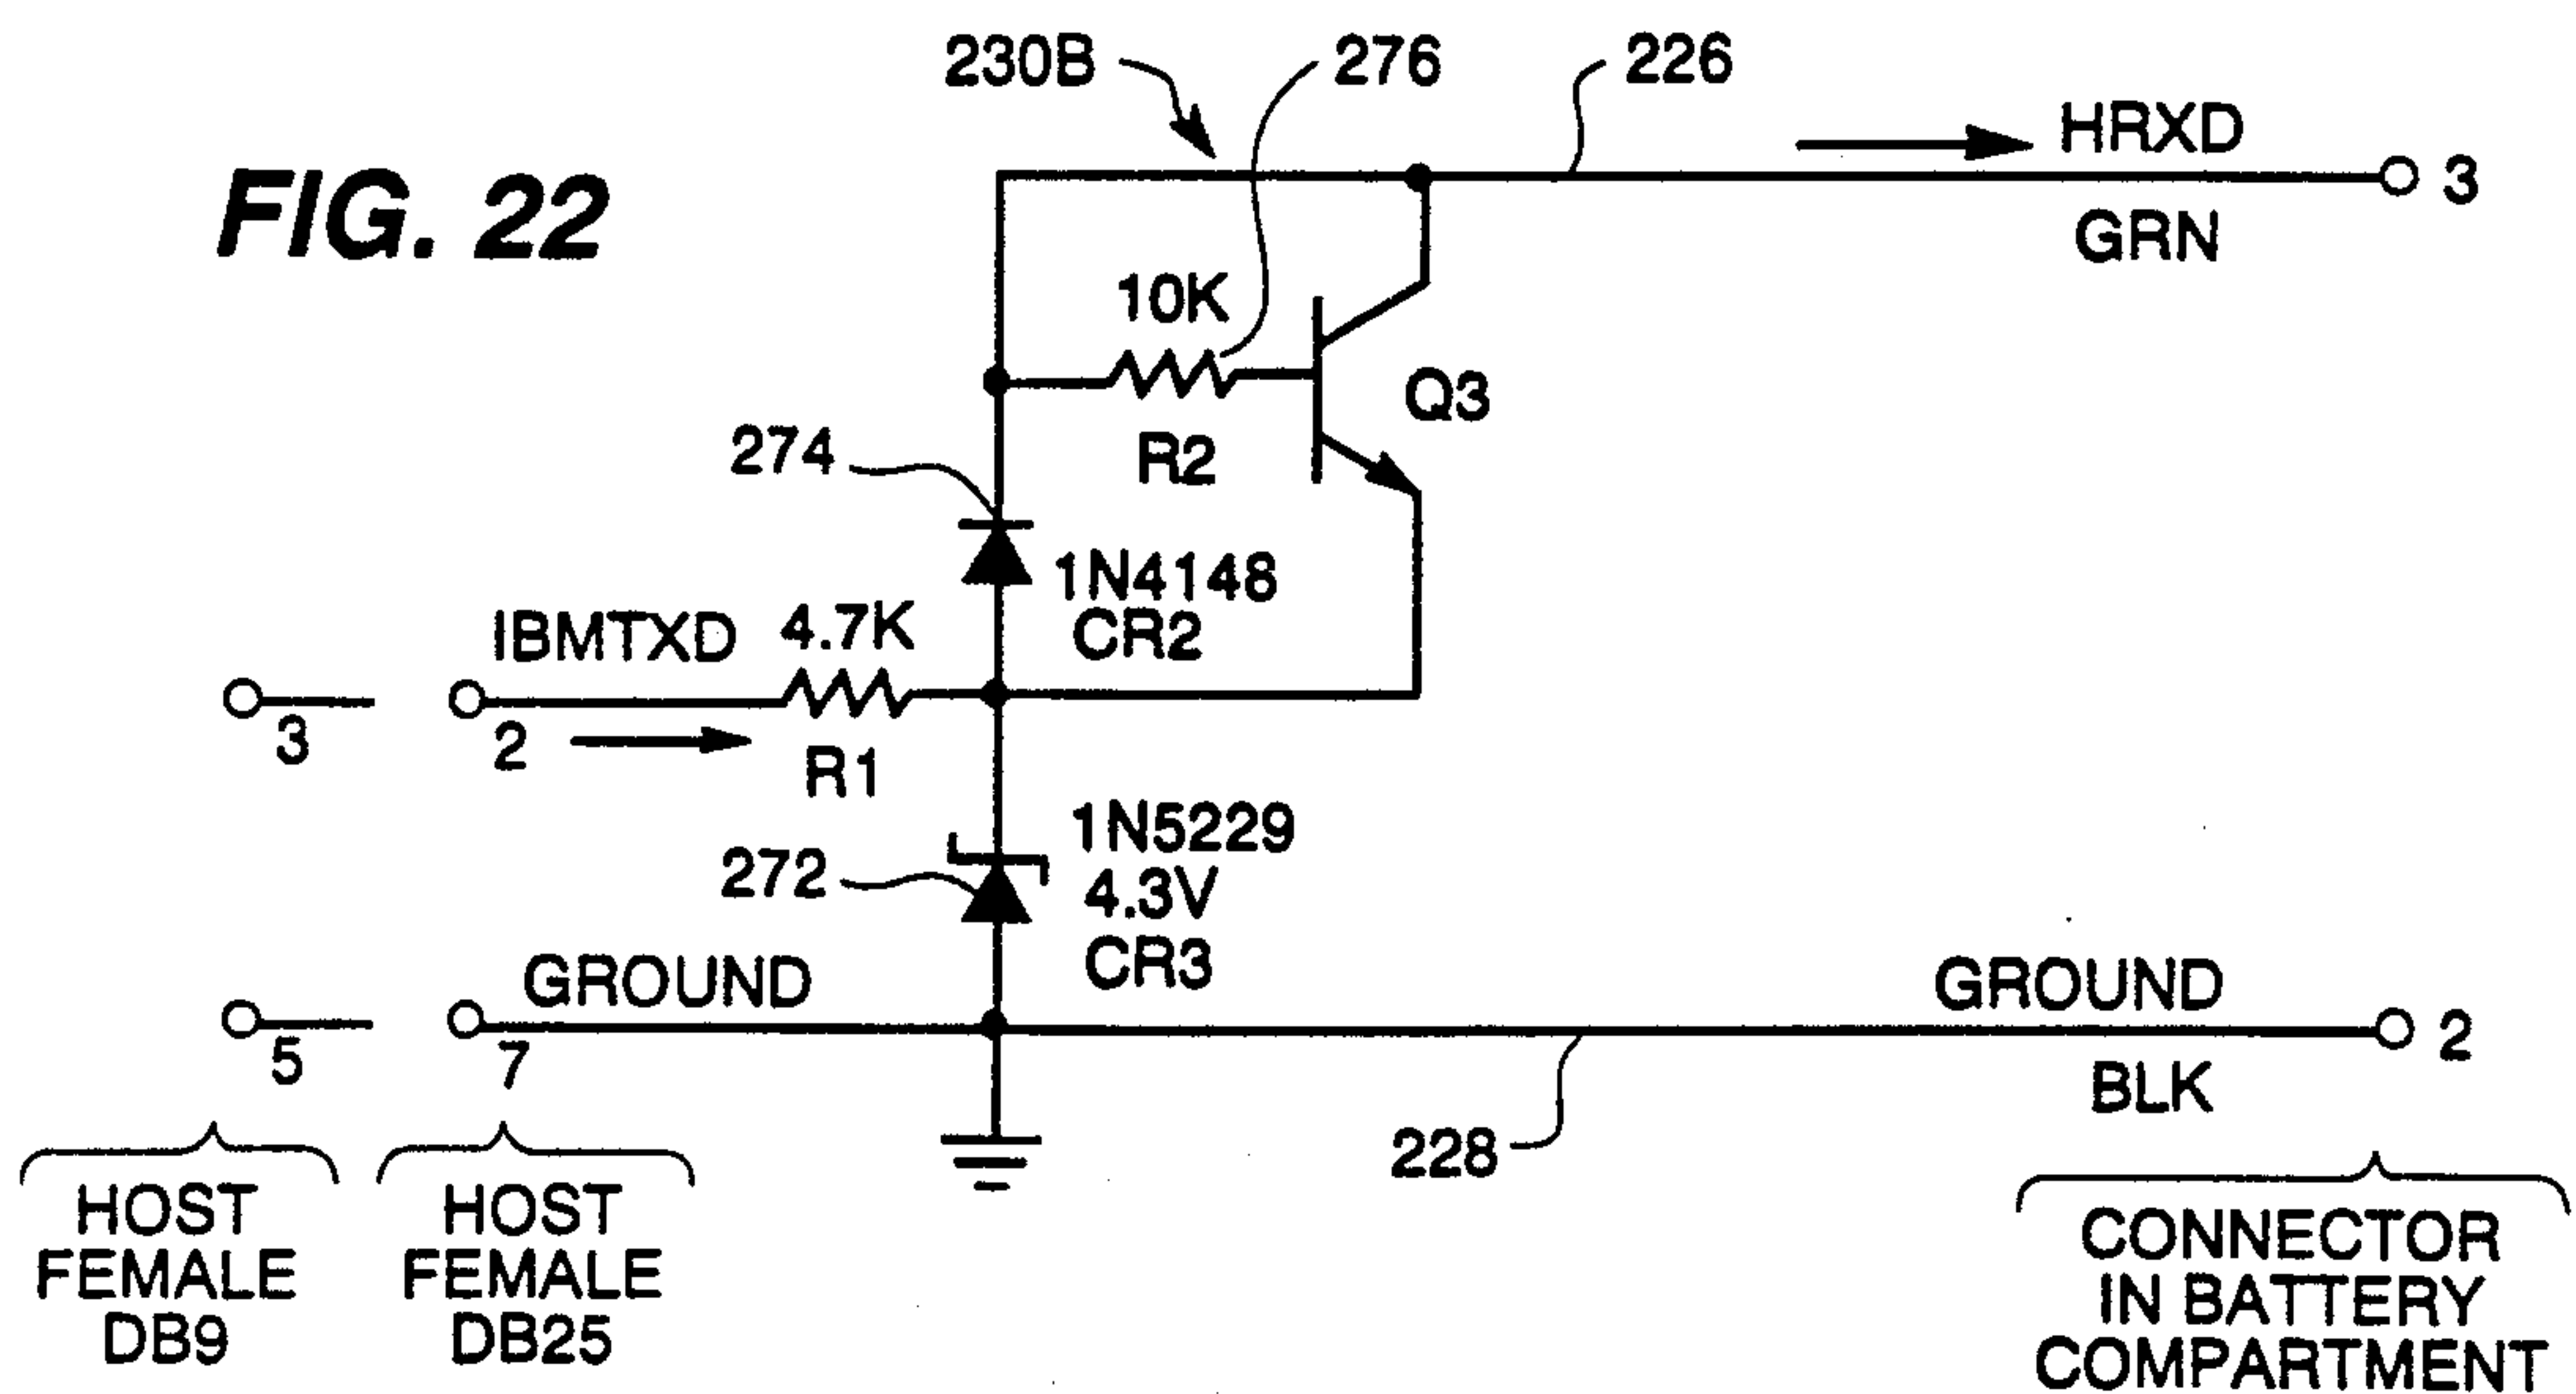 230B
276
226
HRXD
3
FIG. 22
GRN
10K
Q3
R2
274
1N4148
CR2
IBMTXD
4.7K
3
2
R1
1N5229
4.3V
CR3
272
GROUND
GROUND
5
7
2
BLK
228
HOST
FEMALE
DB9
HOST
FEMALE
DB25
CONNECTOR
IN BATTERY
COMPARTMENT